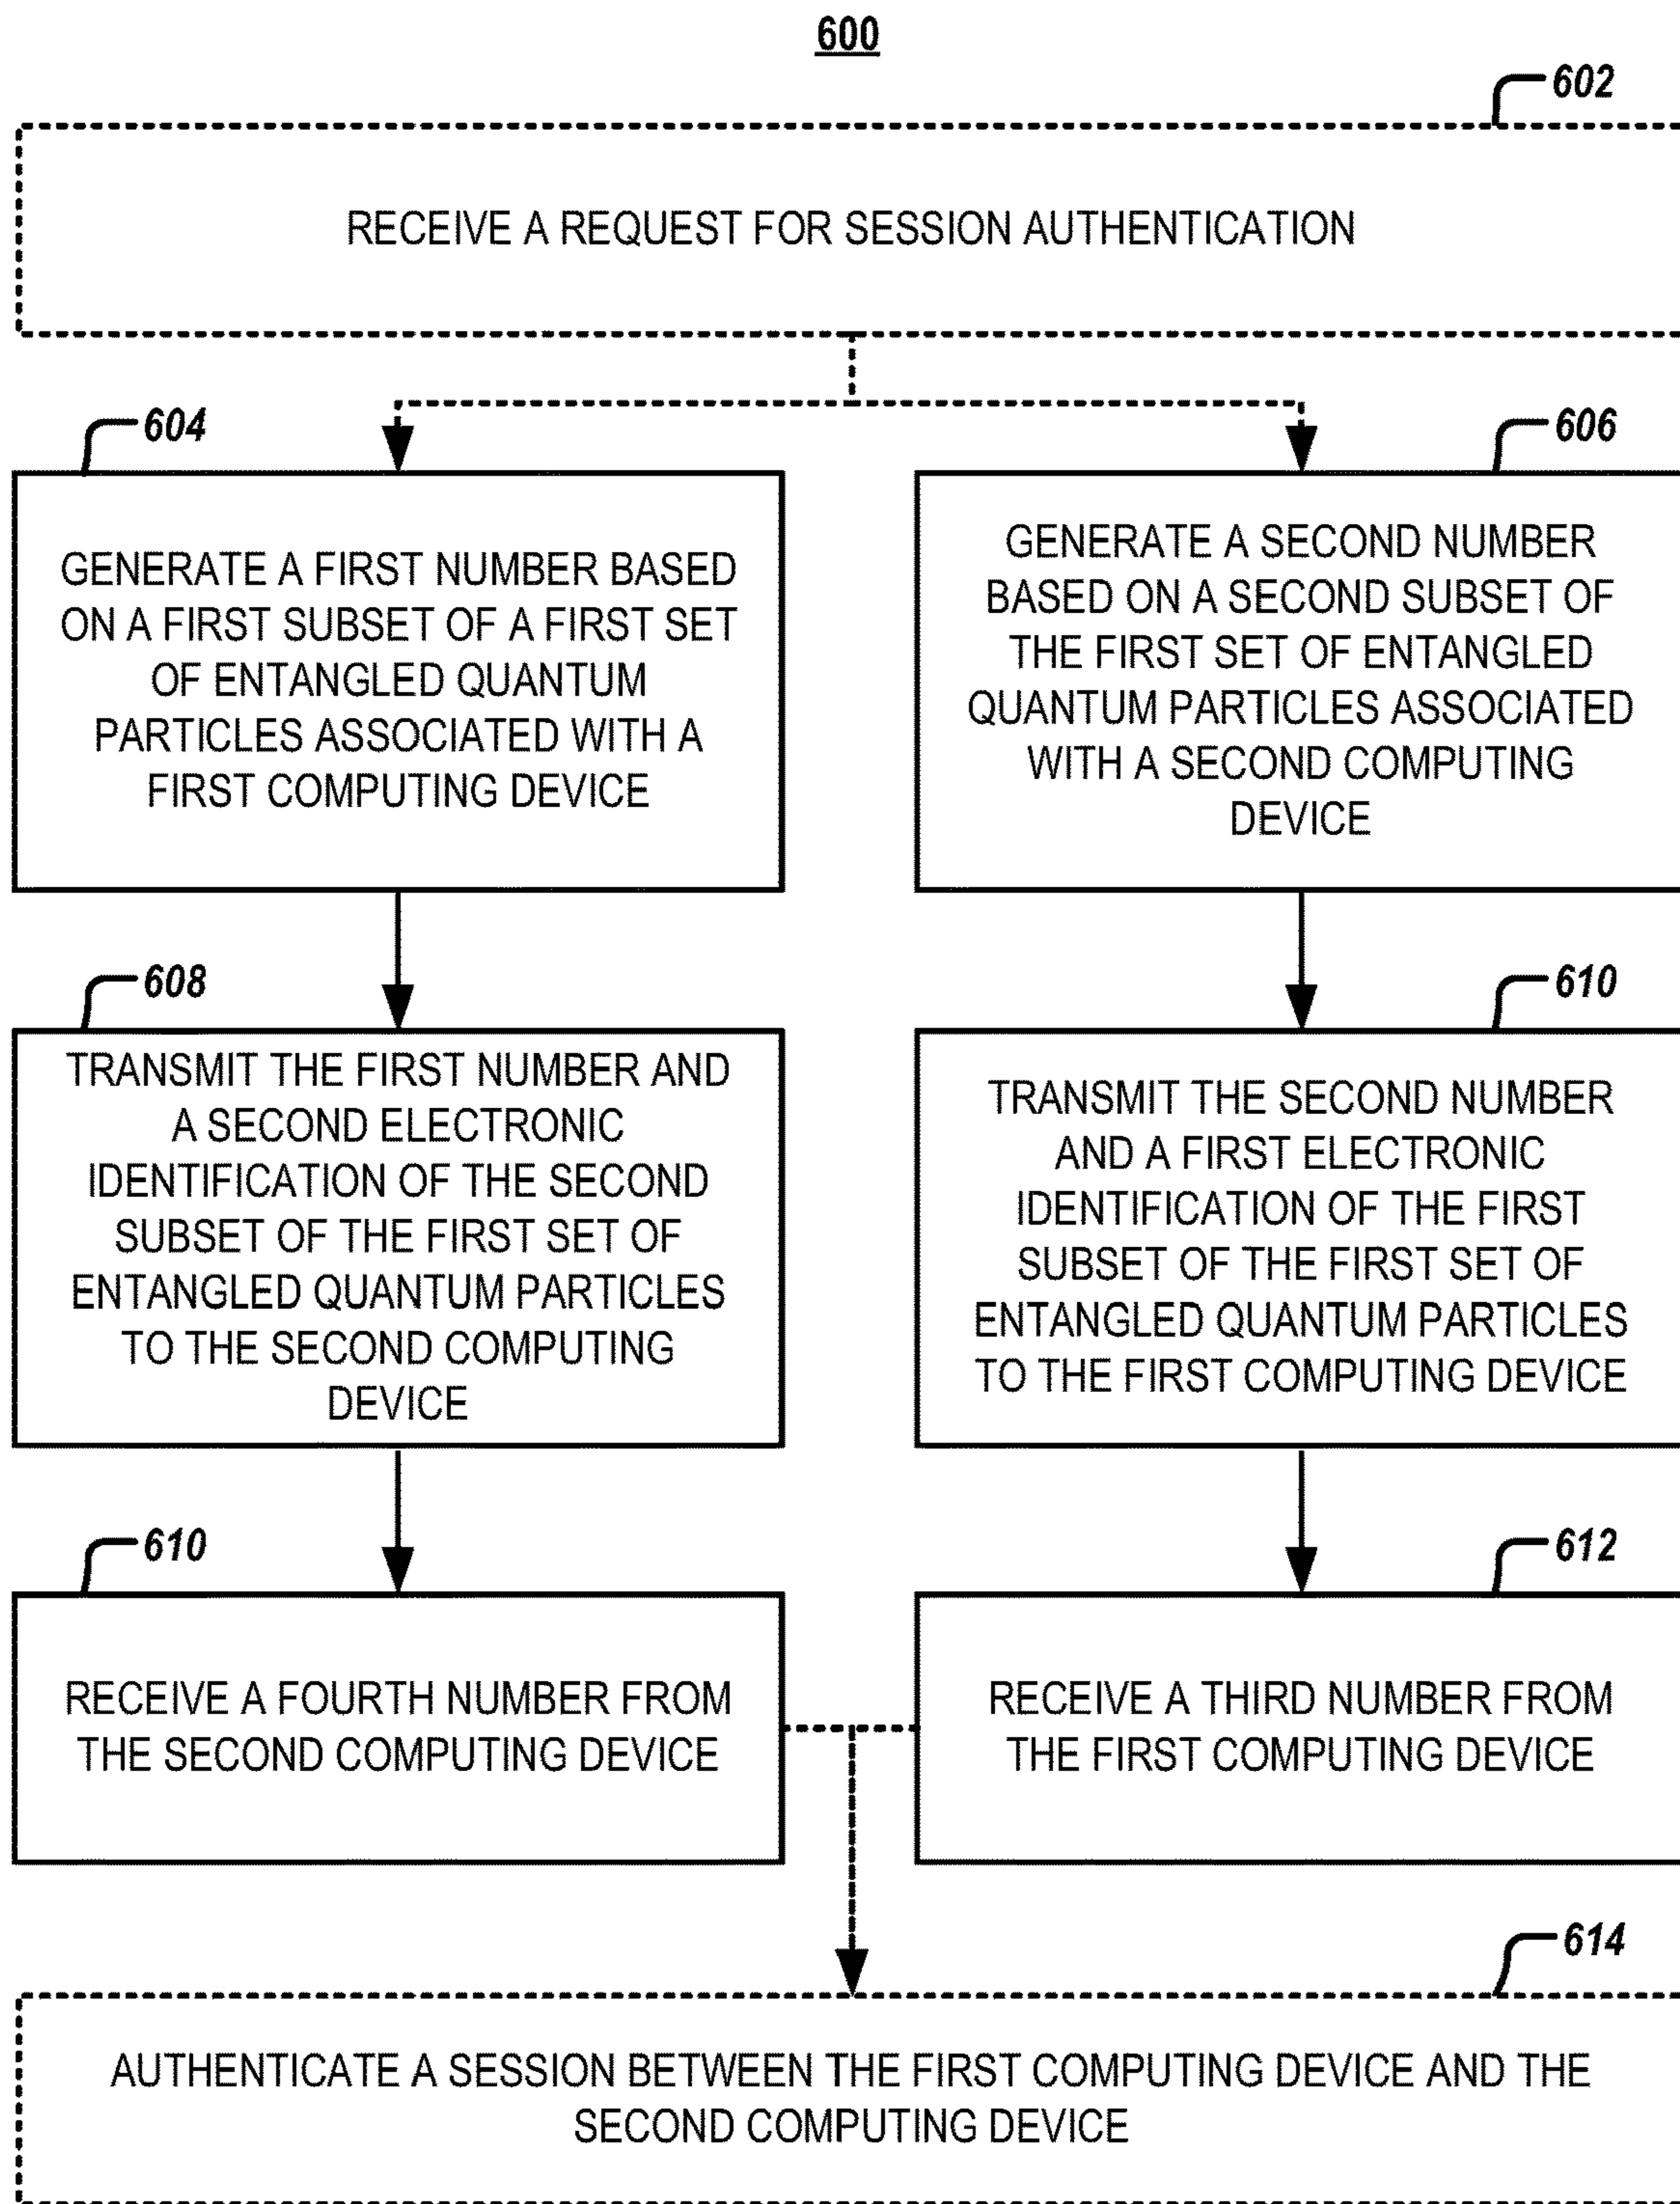 600
602
RECEIVE A REQUEST FOR SESSION AUTHENTICATION
604
GENERATE A FIRST NUMBER BASED
ON A FIRST SUBSET OF A FIRST SET
OF ENTANGLED QUANTUM
PARTICLES ASSOCIATED WITH A
FIRST COMPUTING DEVICE
606
GENERATE A SECOND NUMBER
BASED ON A SECOND SUBSET OF
THE FIRST SET OF ENTANGLED
QUANTUM PARTICLES ASSOCIATED
WITH A SECOND COMPUTING
DEVICE
608
TRANSMIT THE FIRST NUMBER AND
A SECOND ELECTRONIC
IDENTIFICATION OF THE SECOND
SUBSET OF THE FIRST SET OF
ENTANGLED QUANTUM PARTICLES
TO THE SECOND COMPUTING
DEVICE
610
TRANSMIT THE SECOND NUMBER
AND A FIRST ELECTRONIC
IDENTIFICATION OF THE FIRST
SUBSET OF THE FIRST SET OF
ENTANGLED QUANTUM PARTICLES
TO THE FIRST COMPUTING DEVICE
610
RECEIVE A FOURTH NUMBER FROM
THE SECOND COMPUTING DEVICE
612
RECEIVE A THIRD NUMBER FROM
THE FIRST COMPUTING DEVICE
614
AUTHENTICATE A SESSION BETWEEN THE FIRST COMPUTING DEVICE AND THE
SECOND COMPUTING DEVICE